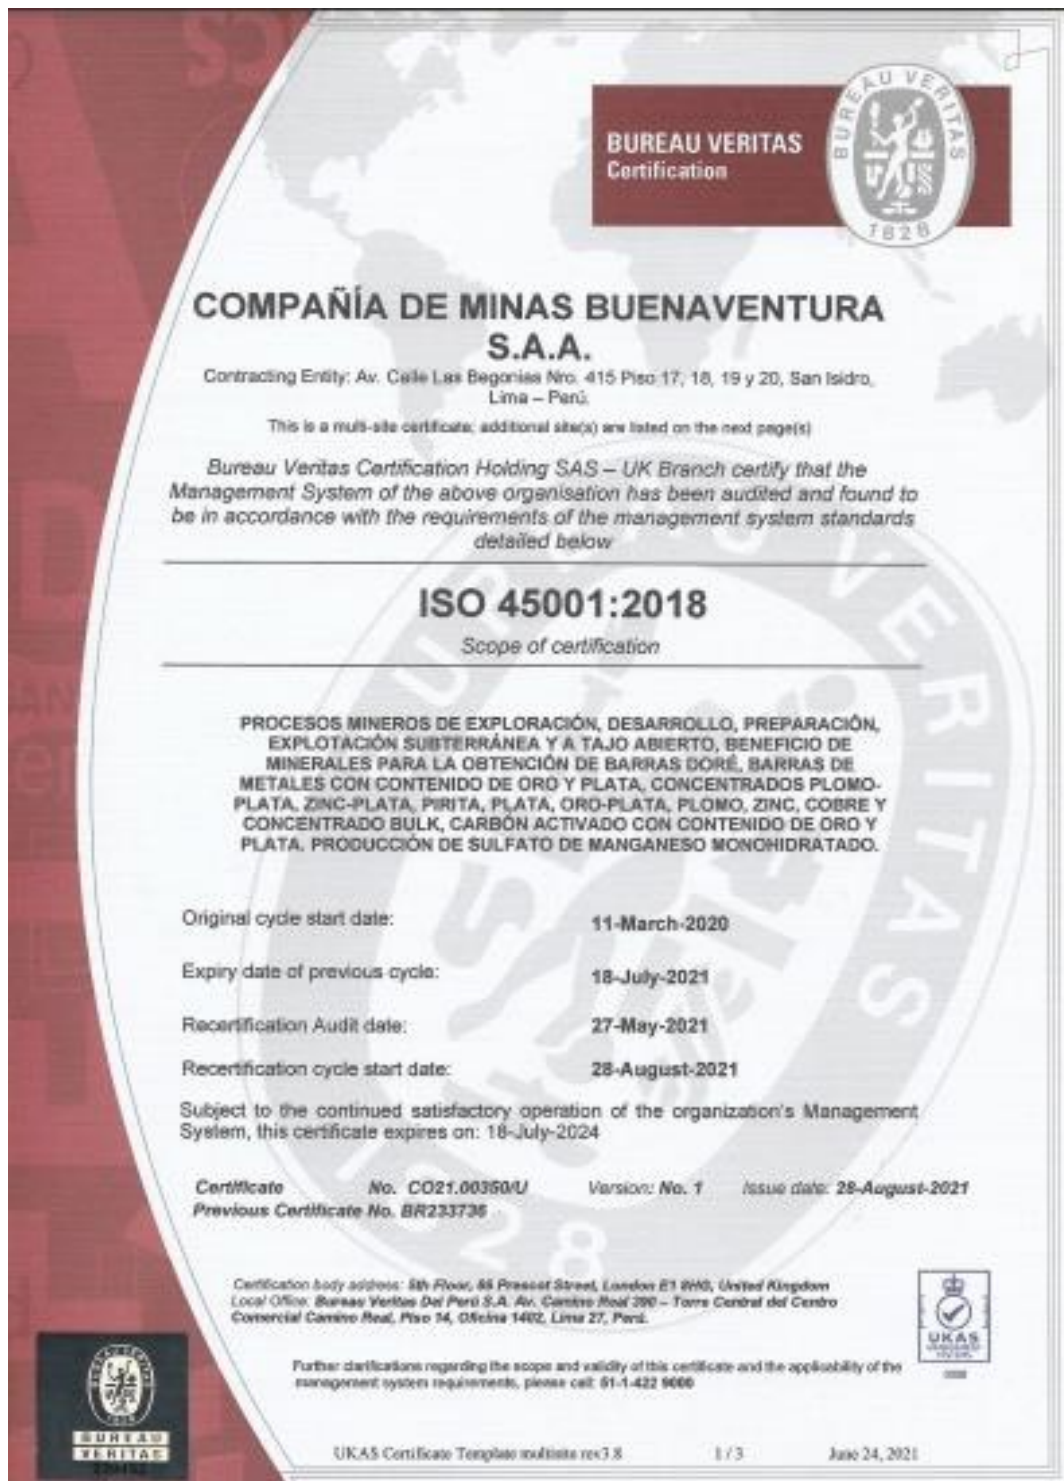 BUREAU VERITAS
Certification
BUREAU VERITAS
1828
COMPAÑÍA DE MINAS BUENAVENTURA
S.A.A.
Contracting Entity: Av. Calle Las Begonias Nro. 415 Piso 17, 18, 19 y 20, San Isidro,
Lima – Perú.
This is a multi-site certificate; additional site(s) are listed on the next page(s)
Bureau Veritas Certification Holding SAS – UK Branch certify that the
Management System of the above organisation has been audited and found to
be in accordance with the requirements of the management system standards
detailed below
ISO 45001:2018
Scope of certification
PROCESOS MINEROS DE EXPLORACIÓN, DESARROLLO, PREPARACIÓN,
EXPLOTACIÓN SUBTERRÁNEA Y A TAJO ABIERTO, BENEFICIO DE
MINERALES PARA LA OBTENCIÓN DE BARRAS DORÉ, BARRAS DE
METALES CON CONTENIDO DE ORO Y PLATA, CONCENTRADOS PLOMO-
PLATA, ZINC-PLATA, PIRITA, PLATA, ORO-PLATA, PLOMO, ZINC, COBRE Y
CONCENTRADO BULK, CARBÓN ACTIVADO CON CONTENIDO DE ORO Y
PLATA. PRODUCCIÓN DE SULFATO DE MANGANESO MONOHIDRATADO.
Original cycle start date: 11-March-2020
Expiry date of previous cycle: 18-July-2021
Recertification Audit date: 27-May-2021
Recertification cycle start date: 28-August-2021
Subject to the continued satisfactory operation of the organization's Management
System, this certificate expires on: 18-July-2024
Certificate No. CO21.00350/U Version: No. 1 Issue date: 28-August-2021
Previous Certificate No. BR233736
Certification body address: 5th Floor, 66 Prescot Street, London E1 8HG, United Kingdom
Local Office: Bureau Veritas Del Perú S.A. Av. Camino Real 390 – Torre Central del Centro
Comercial Camino Real, Piso 14, Oficina 1402, Lima 27, Perú.
UKAS
MANAGEMENT
SYSTEMS
Further clarifications regarding the scope and validity of this certificate and the applicability of the
management system requirements, please call: 51-1-422 9000
BUREAU
VERITAS
UKAS Certificate Template multisite rev3.8 1 / 3 June 24, 2021